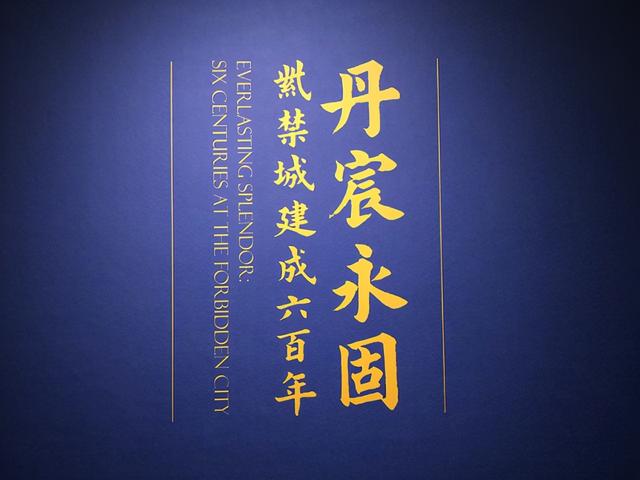 丹宸永固
紫禁城建成六百年
EVERLASTING SPLENDOR:
SIX CENTURIES AT THE FORBIDDEN CITY